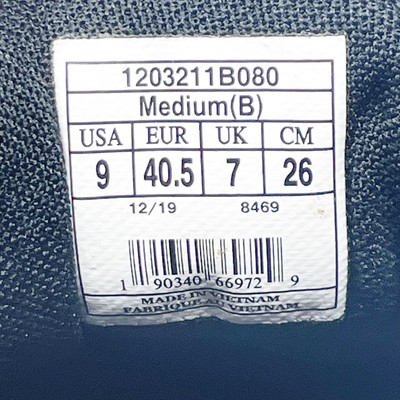 1203211B080
Medium(B)
USA EUR UK CM
9 40.5 7 26
12/19 8469
1 90340 66972 9
MADE IN VIETNAM
FABRIQUE AU VIETNAM